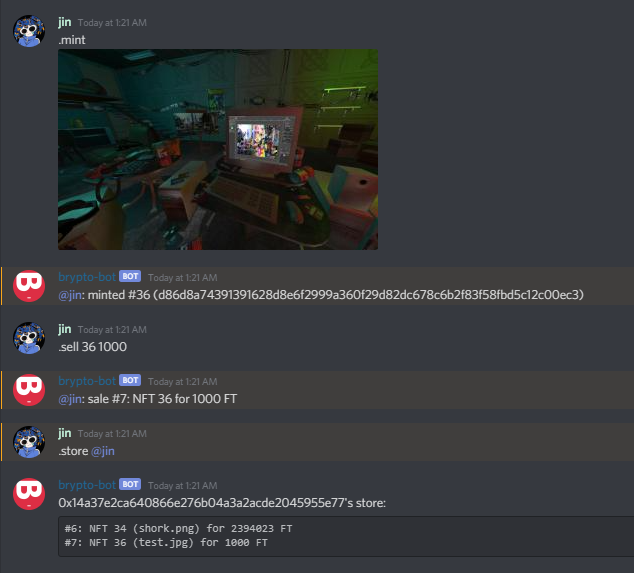 jin Today at 1:21 AM
.mint
brypto-bot BOT Today at 1:21 AM
@jin: minted #36 (d86d8a74391391628d8e6f2999a360f29d82dc678c6b2f83f58fbd5c12c00ec3)
jin Today at 1:21 AM
.sell 36 1000
brypto-bot BOT Today at 1:21 AM
@jin: sale #7: NFT 36 for 1000 FT
jin Today at 1:21 AM
.store @jin
brypto-bot BOT Today at 1:21 AM
0x14a37e2ca640866e276b04a3a2acde2045955e77's store:
#6: NFT 34 (shork.png) for 2394023 FT
#7: NFT 36 (test.jpg) for 1000 FT